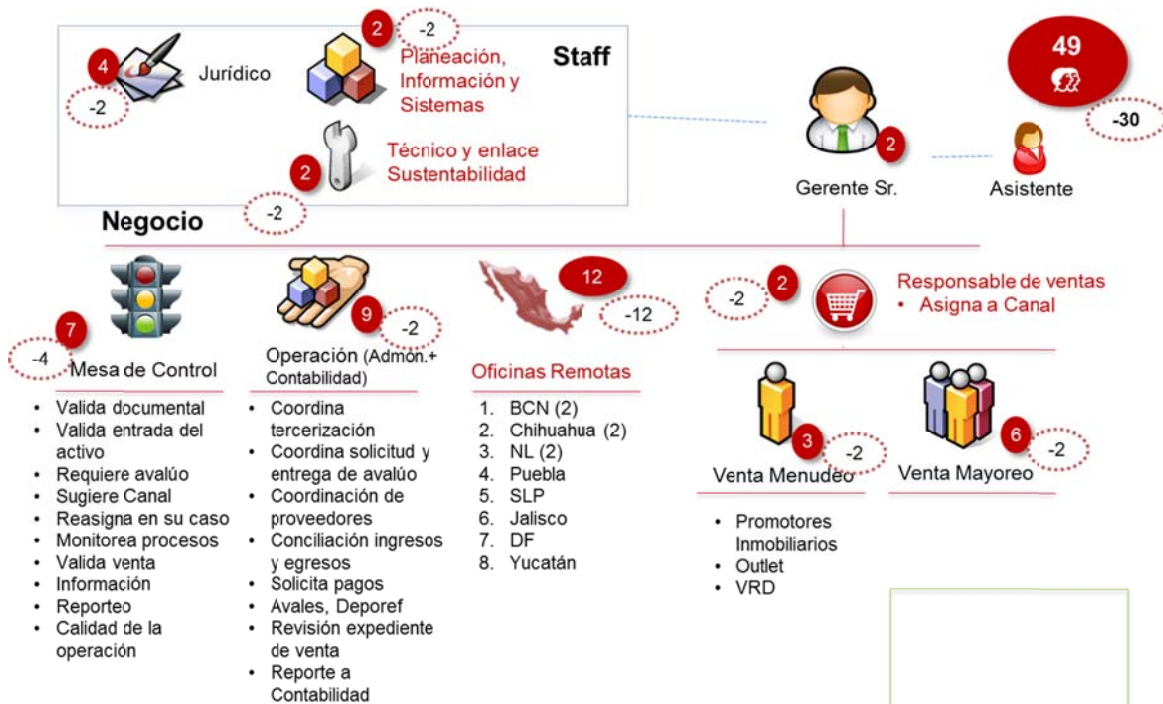 4
-2
Jurídico
2
-2
Planeación,
Información y
Sistemas
Staff
2
Técnico y enlace
Sustentabilidad
-2
49
-30
2
Gerente Sr.
Asistente
Negocio
7
-4
Mesa de Control
• Valida documental
• Valida entrada del
activo
• Requiere avalúo
• Sugiere Canal
• Reasigna en su caso
• Monitorea procesos
• Valida venta
• Información
• Reporteo
• Calidad de la
operación
9
-2
Operación (Admón.+
Contabilidad)
• Coordina
tercerización
• Coordina solicitud y
entrega de avalúo
• Coordinación de
proveedores
• Conciliación ingresos
y egresos
• Solicita pagos
• Avales, Deporef
• Revisión expediente
de venta
• Reporte a
Contabilidad
12
-12
Oficinas Remotas
1. BCN (2)
2. Chihuahua (2)
3. NL (2)
4. Puebla
5. SLP
6. Jalisco
7. DF
8. Yucatán
-2
2
Responsable de ventas
• Asigna a Canal
3
-2
Venta Menudeo
• Promotores
Inmobiliarios
• Outlet
• VRD
6
-2
Venta Mayoreo